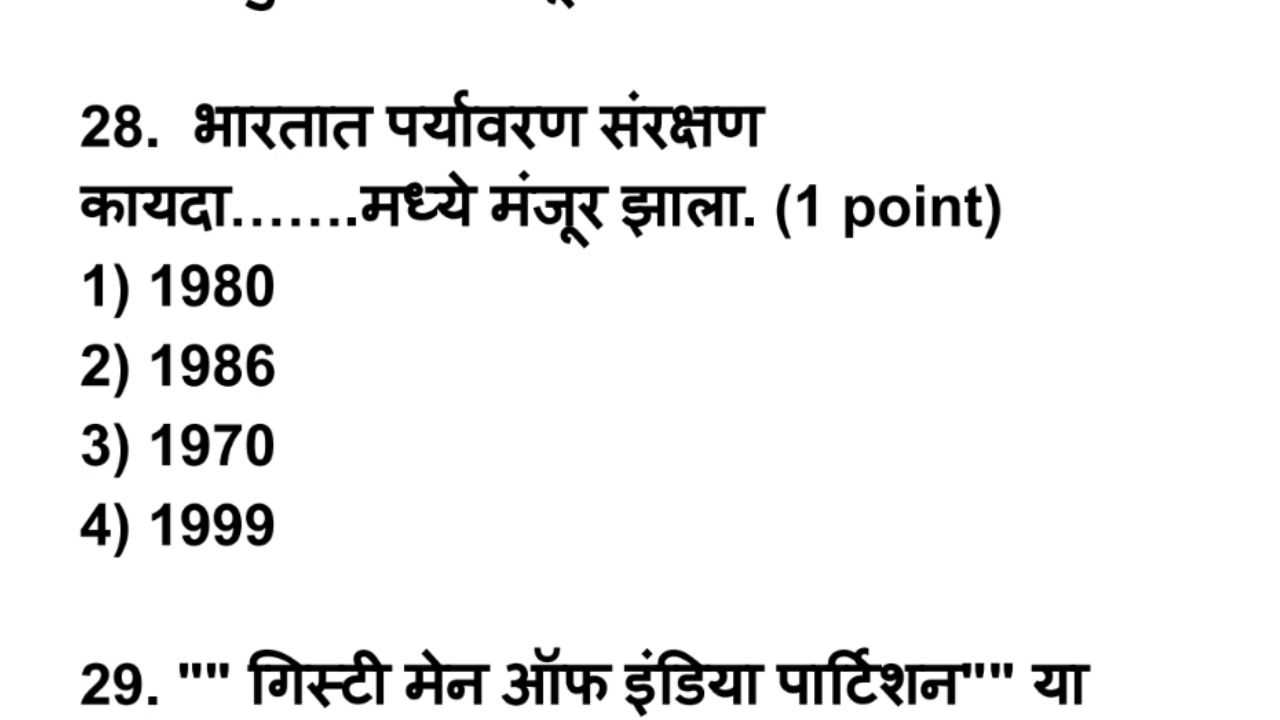 28. भारतात पर्यावरण संरक्षण
कायदा.......मध्ये मंजूर झाला. (1 point)
1) 1980
2) 1986
3) 1970
4) 1999
29. "" गिस्टी मेन ऑफ इंडिया पार्टिशन"" या